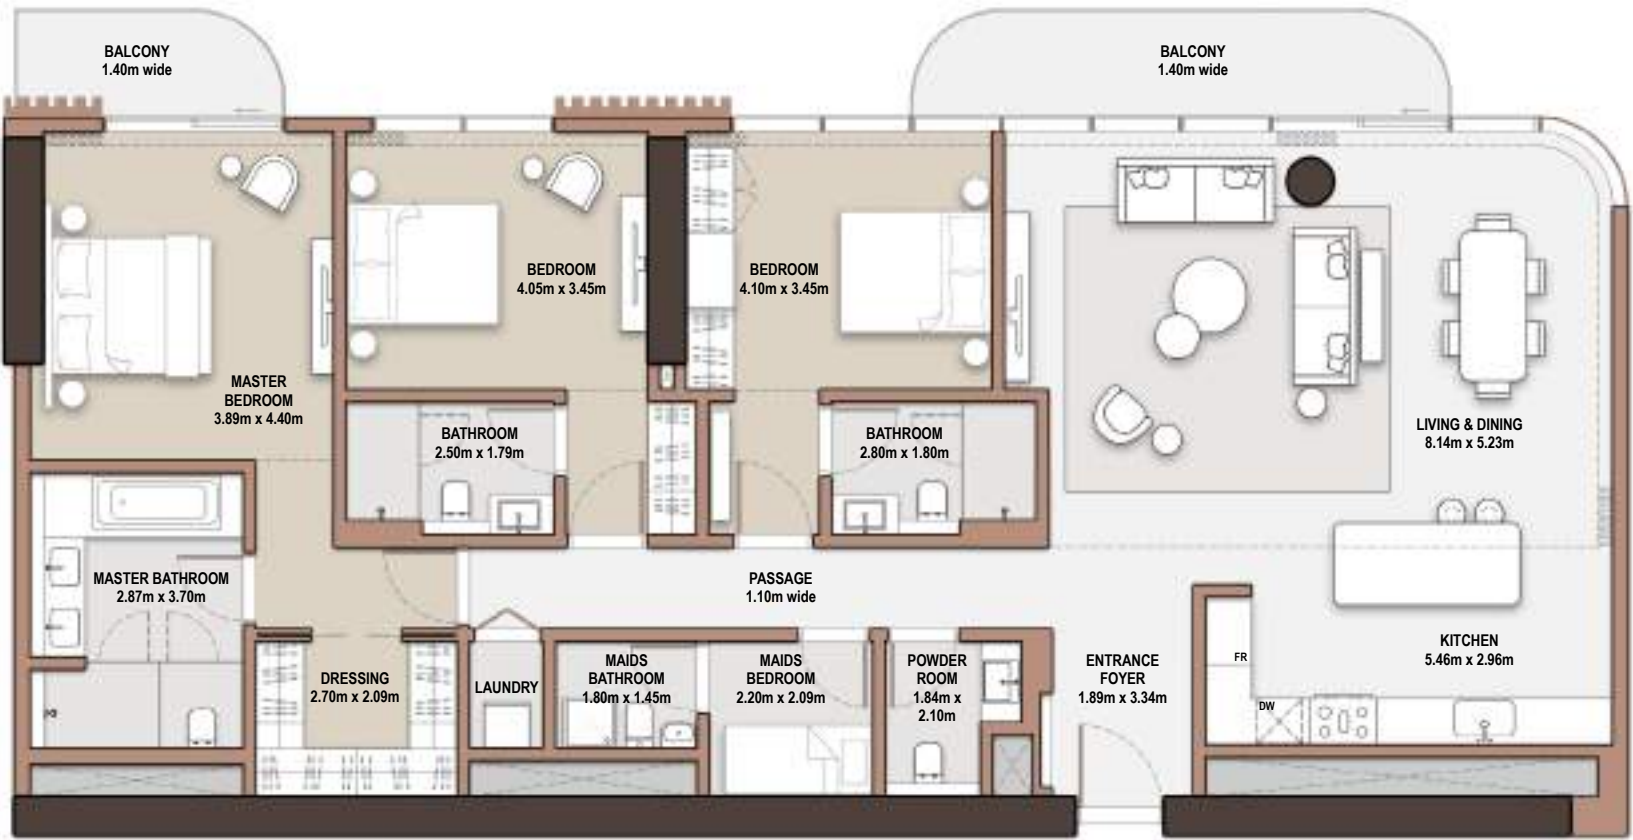 BALCONY
1.40m wide
BALCONY
1.40m wide
BEDROOM
4.05m x 3.45m
BEDROOM
4.10m x 3.45m
MASTER
BEDROOM
3.89m x 4.40m
BATHROOM
2.50m x 1.79m
BATHROOM
2.80m x 1.80m
LIVING & DINING
8.14m x 5.23m
MASTER BATHROOM
2.87m x 3.70m
PASSAGE
1.10m wide
DRESSING
2.70m x 2.09m
LAUNDRY
MAIDS
BATHROOM
1.80m x 1.45m
MAIDS
BEDROOM
2.20m x 2.09m
POWDER
ROOM
1.84m x
2.10m
ENTRANCE
FOYER
1.89m x 3.34m
KITCHEN
5.46m x 2.96m
FR
DW